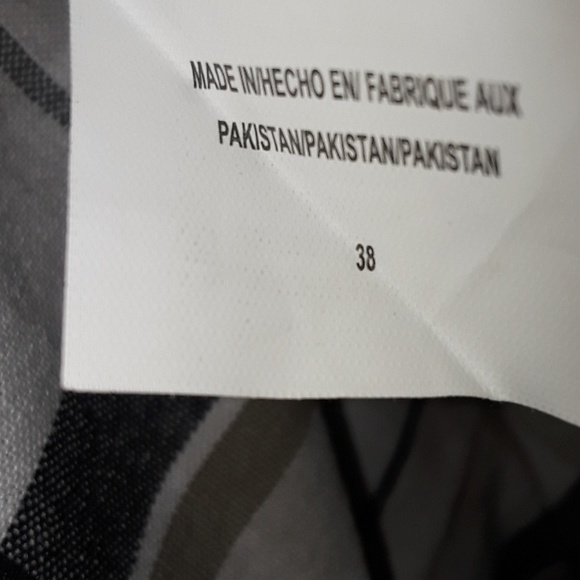 MADE IN/HECHO EN/ FABRIQUE AUX
PAKISTAN/PAKISTAN/PAKISTAN
38